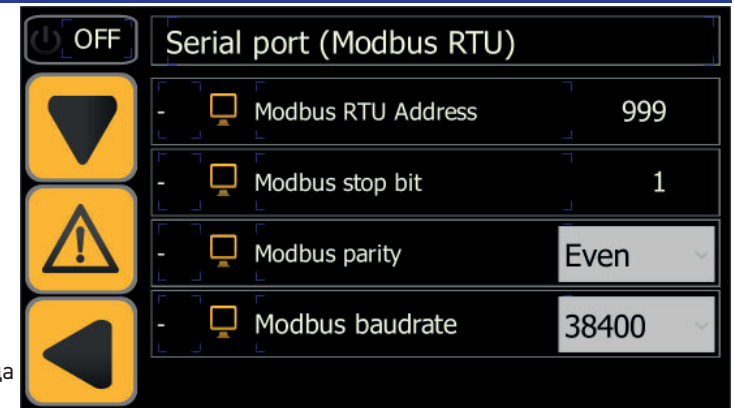 OFF
Serial port (Modbus RTU)
- Modbus RTU Address 999
- Modbus stop bit 1
- Modbus parity Even
- Modbus baudrate 38400